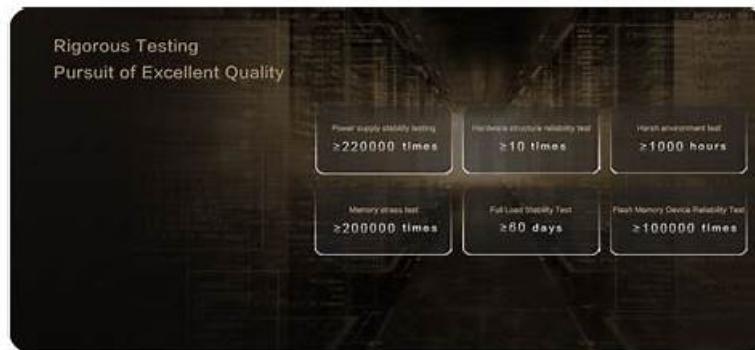 Rigorous Testing
Pursuit of Excellent Quality
Power supply stability testing
≥220000 times
Hardware structure reliability test
≥10 times
Harsh environment test
≥1000 hours
Memory stress test
≥200000 times
Full Load Stability Test
≥60 days
Flash Memory Device Reliability Test
≥100000 times